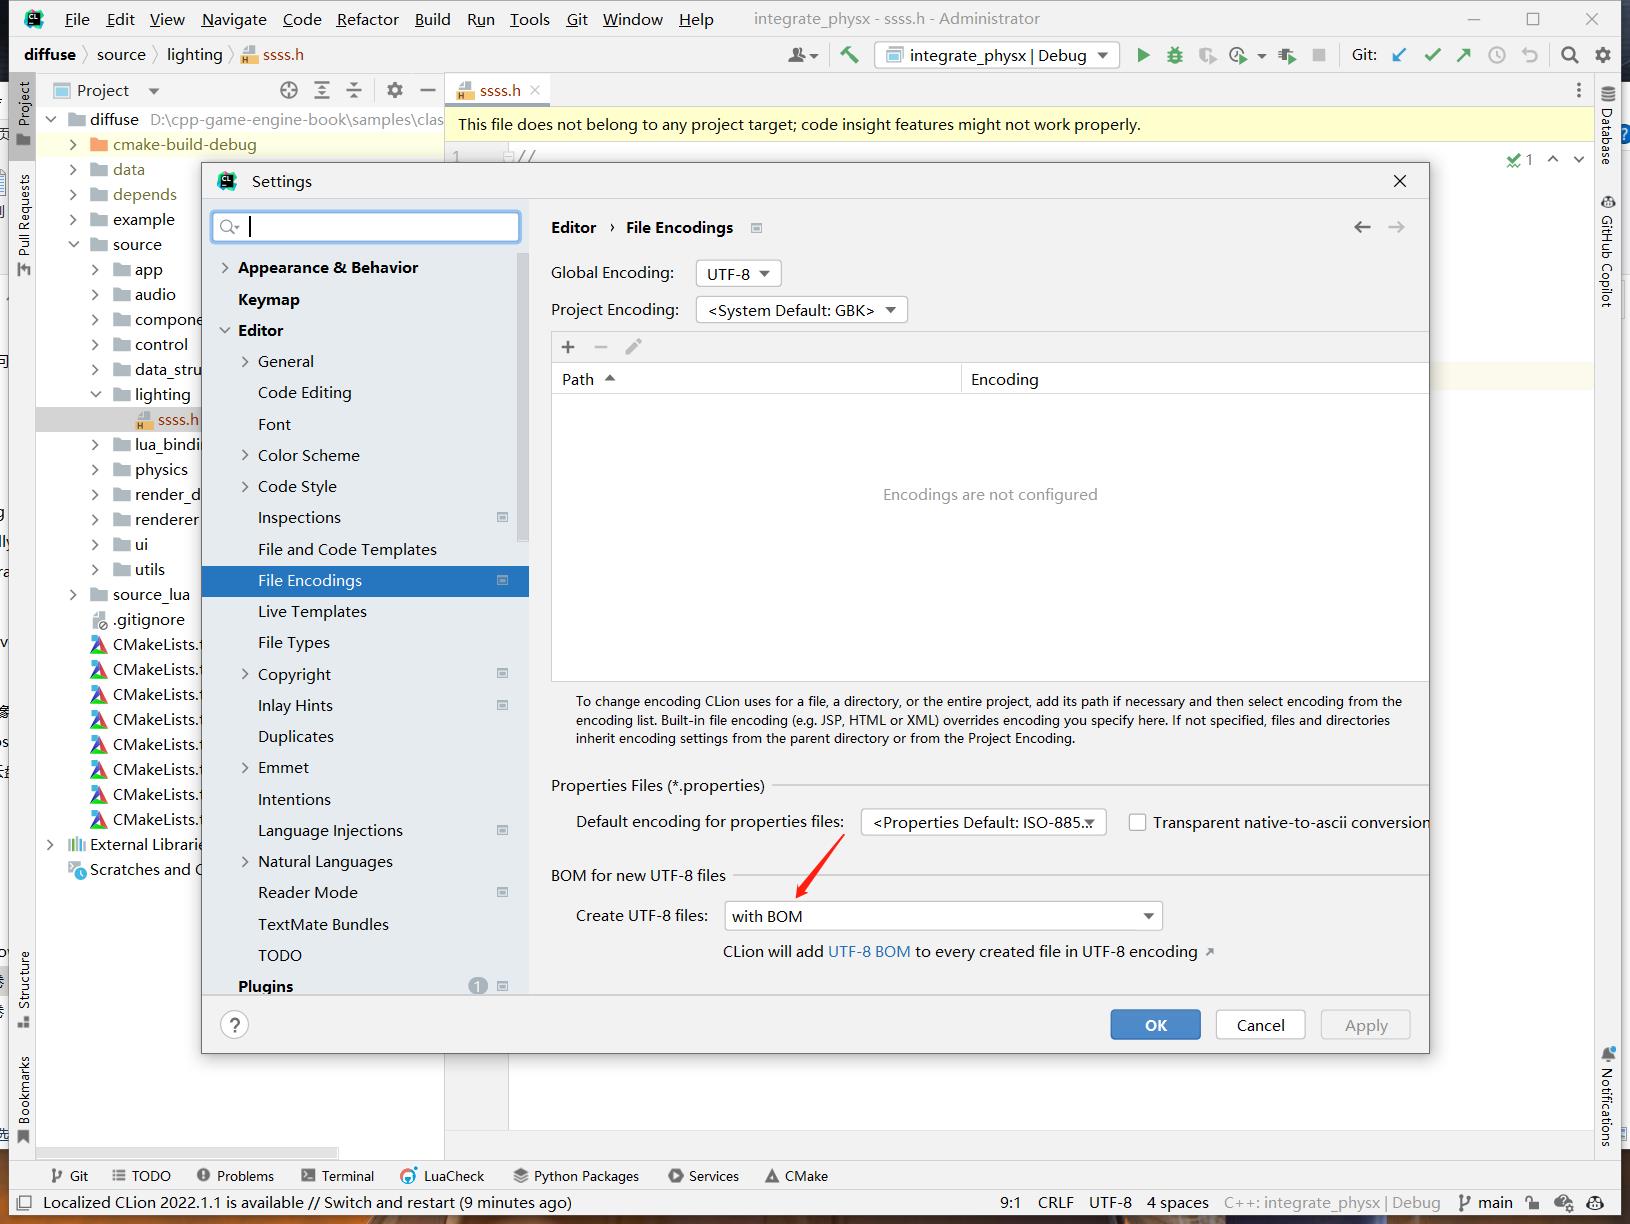 File Edit View Navigate Code Refactor Build Run Tools Git Window Help integrate_physx - ssss.h - Administrator
diffuse source lighting ssss.h integrate_physx | Debug Git:
Project ssss.h
diffuse D:\cpp-game-engine-book\samples\clas
This file does not belong to any project target; code insight features might not work properly.
cmake-build-debug
1 //
1
data
depends
example
source
app
audio
compone
control
data_stru
lighting
ssss.h
lua_bindi
physics
render_d
renderer
ui
utils
source_lua
.gitignore
CMakeLists.
CMakeLists.
CMakeLists.
CMakeLists.
CMakeLists.
CMakeLists.
CMakeLists.
CMakeLists.
External Librarie
Scratches and C
Project
Pull Requests
Structure
Bookmarks
Database
GitHub Copilot
Notifications
Settings
Appearance & Behavior
Keymap
Editor
General
Code Editing
Font
Color Scheme
Code Style
Inspections
File and Code Templates
File Encodings
Live Templates
File Types
Copyright
Inlay Hints
Duplicates
Emmet
Intentions
Language Injections
Natural Languages
Reader Mode
TextMate Bundles
TODO
Plugins 1
Editor › File Encodings
Global Encoding: UTF-8
Project Encoding: <System Default: GBK>
Path Encoding
Encodings are not configured
To change encoding CLion uses for a file, a directory, or the entire project, add its path if necessary and then select encoding from the
encoding list. Built-in file encoding (e.g. JSP, HTML or XML) overrides encoding you specify here. If not specified, files and directories
inherit encoding settings from the parent directory or from the Project Encoding.
Properties Files (*.properties)
Default encoding for properties files: <Properties Default: ISO-885... Transparent native-to-ascii conversion
BOM for new UTF-8 files
Create UTF-8 files: with BOM
CLion will add UTF-8 BOM to every created file in UTF-8 encoding ↗
? OK Cancel Apply
Git TODO Problems Terminal LuaCheck Python Packages Services CMake
Localized CLion 2022.1.1 is available // Switch and restart (9 minutes ago) 9:1 CRLF UTF-8 4 spaces C++: integrate_physx | Debug main